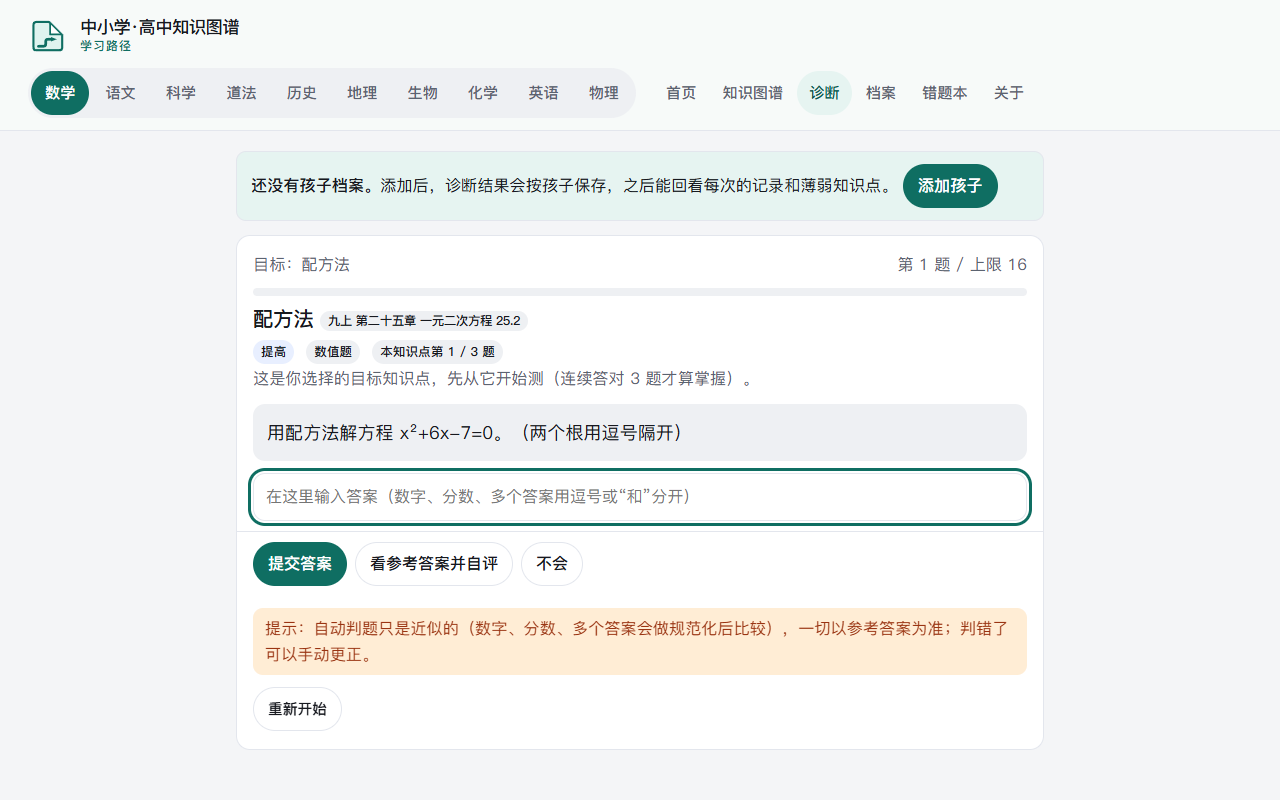 中小学·高中知识图谱
学习路径
数学 语文 科学 道法 历史 地理 生物 化学 英语 物理 首页 知识图谱 诊断 档案 错题本 关于
还没有孩子档案。添加后，诊断结果会按孩子保存，之后能回看每次的记录和薄弱知识点。 添加孩子
目标：配方法 第 1 题 / 上限 16
配方法 九上 第二十五章 一元二次方程 25.2
提高 数值题 本知识点第 1 / 3 题
这是你选择的目标知识点，先从它开始测（连续答对 3 题才算掌握）。
用配方法解方程 x²+6x−7=0。（两个根用逗号隔开）
在这里输入答案（数字、分数、多个答案用逗号或“和”分开）
提交答案 看参考答案并自评 不会
提示：自动判题只是近似的（数字、分数、多个答案会做规范化后比较），一切以参考答案为准；判错了
可以手动更正。
重新开始